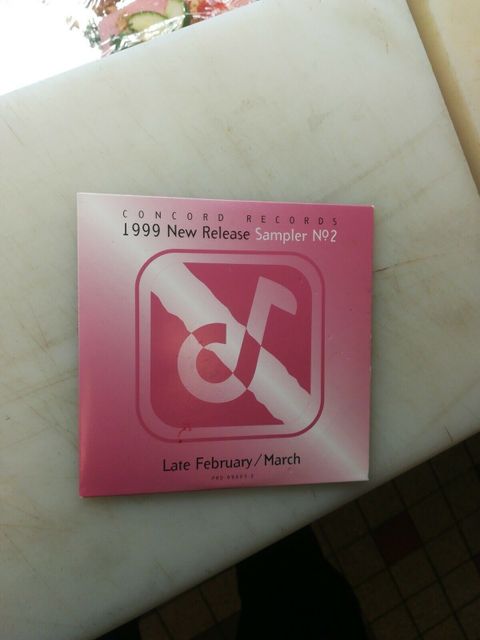 CONCORD RECORDS
1999 New Release Sampler Nº2
Late February/March